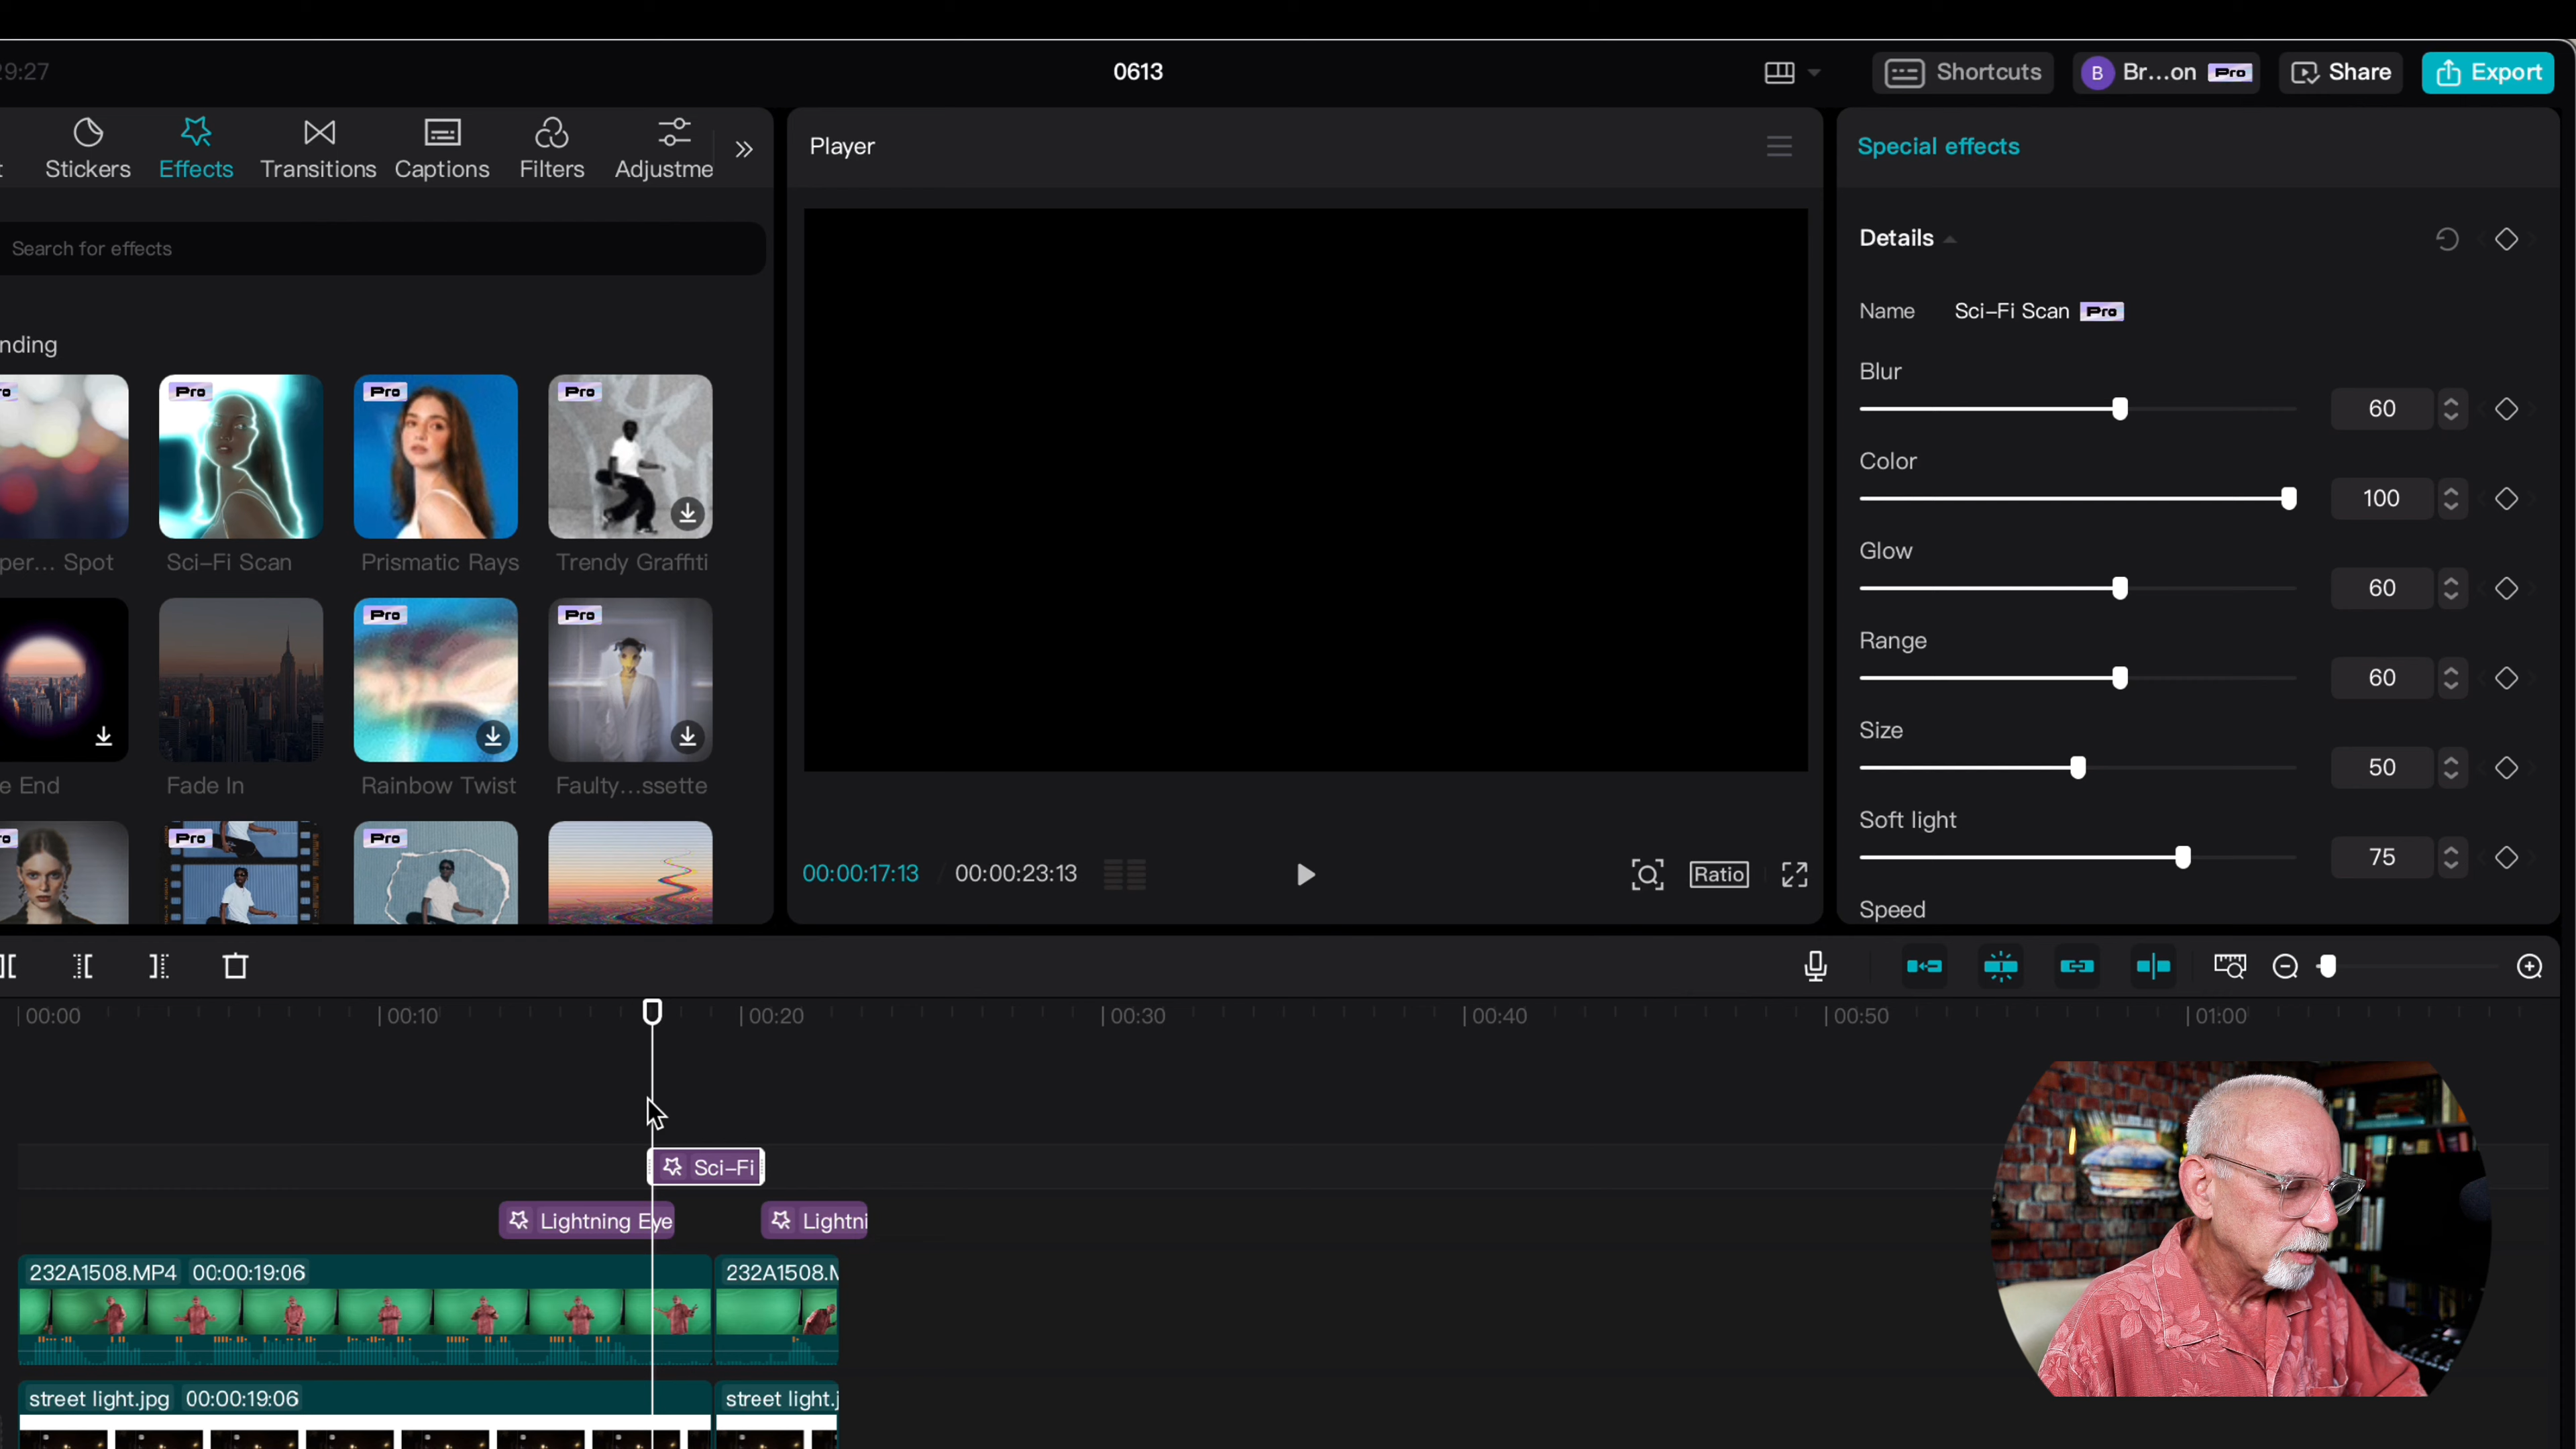 9:27
0613
Shortcuts
B Br...on Pro
Share
Export
Stickers
Effects
Transitions
Captions
Filters
Adjustme
Player
Special effects
Search for effects
Details
Name Sci-Fi Scan Pro
nding
Blur
60
Color
100
Glow
60
Range
60
Size
50
Soft light
75
Speed
Pro
Pro
Pro
per... Spot
Sci-Fi Scan
Prismatic Rays
Trendy Graffiti
Pro
Pro
e End
Fade In
Rainbow Twist
Faulty...ssette
Pro
Pro
00:00:17:13 / 00:00:23:13
Ratio
00:00
00:10
00:20
00:30
00:40
00:50
01:00
Sci-Fi
Lightning Eye
Lightni
232A1508.MP4 00:00:19:06
232A1508.M
street light.jpg 00:00:19:06
street light.j